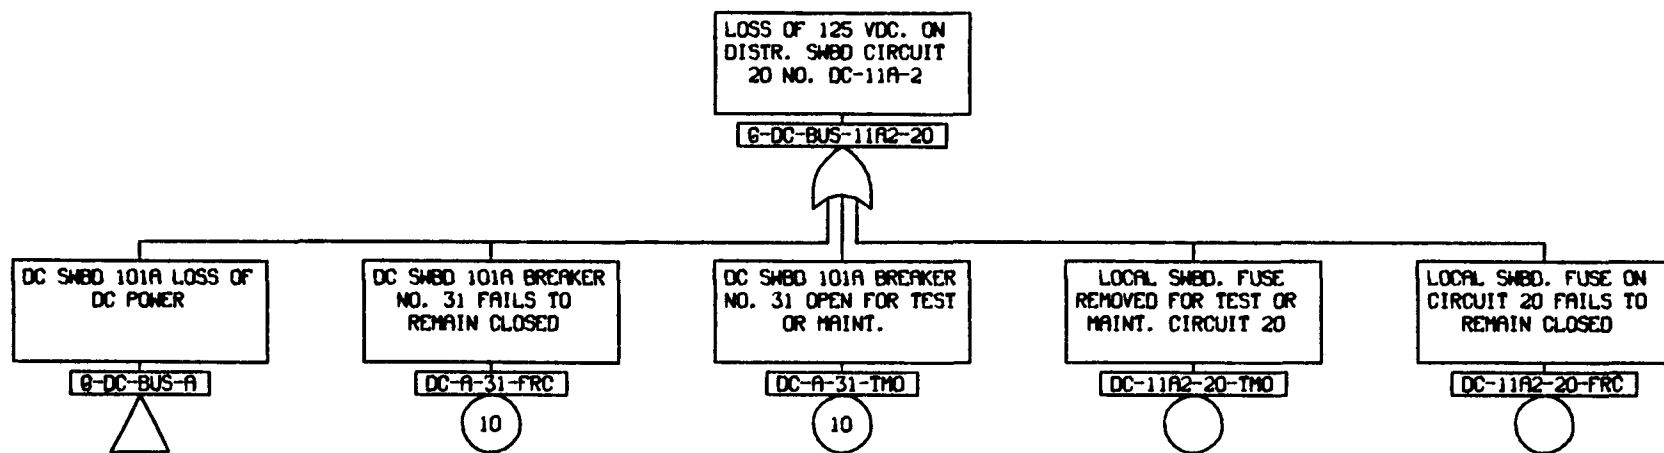 LOSS OF 125 VDC. ON
DISTR. SWBD CIRCUIT
20 NO. DC-11A-2
G-DC-BUS-11A2-20
DC SWBD 101A LOSS OF
DC POWER
G-DC-BUS-A
DC SWBD 101A BREAKER
NO. 31 FAILS TO
REMAIN CLOSED
DC-A-31-FRC
10
DC SWBD 101A BREAKER
NO. 31 OPEN FOR TEST
OR MAINT.
DC-A-31-TMO
10
LOCAL SWBD. FUSE
REMOVED FOR TEST OR
MAINT. CIRCUIT 20
DC-11A2-20-TMO
LOCAL SWBD. FUSE ON
CIRCUIT 20 FAILS TO
REMAIN CLOSED
DC-11A2-20-FRC